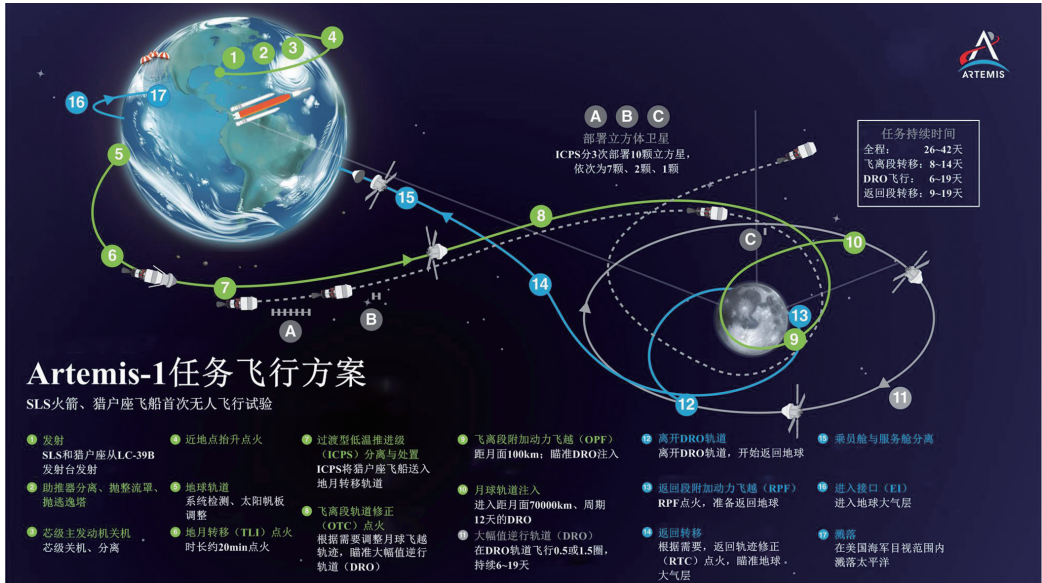 1
2
3
4
ARTEMIS
16
17
5
6
7
A
B
A B C
部署立方体卫星
ICPS分3次部署10颗立方星，
依次为7颗、2颗、1颗
任务持续时间
全程： 26~42天
飞离段转移：8~14天
DRO飞行： 6~19天
返回段转移：9~19天
15
8
C
10
14
13
9
12
11
Artemis-1任务飞行方案
SLS火箭、猎户座飞船首次无人飞行试验
1 发射
SLS和猎户座从LC-39B
发射台发射
2 助推器分离、抛整流罩、
抛逃逸塔
3 芯级主发动机关机
芯级关机、分离
4 近地点抬升点火
5 地球轨道
系统检测、太阳帆板
调整
6 地月转移（TLI）点火
时长约20min点火
7 过渡型低温推进级
（ICPS）分离与处置
ICPS将猎户座飞船送入
地月转移轨道
8 飞离段轨道修正
（OTC）点火
根据需要调整月球飞越
轨迹，瞄准大幅值逆行
轨道（DRO）
9 飞离段附加动力飞越（OPF）
距月面100km；瞄准DRO注入
10 月球轨道注入
进入距月面70000km、周期
12天的DRO
11 大幅值逆行轨道（DRO）
在DRO轨道飞行0.5或1.5圈，
持续6~19天
12 离开DRO轨道
离开DRO轨道，开始返回地球
13 返回段附加动力飞越（RPF）
RPF点火，准备返回地球
14 返回转移
根据需要，返回轨迹修正
（RTC）点火，瞄准地球
大气层
15 乘员舱与服务舱分离
16 进入接口（EI）
进入地球大气层
17 溅落
在美国海军目视范围内
溅落太平洋